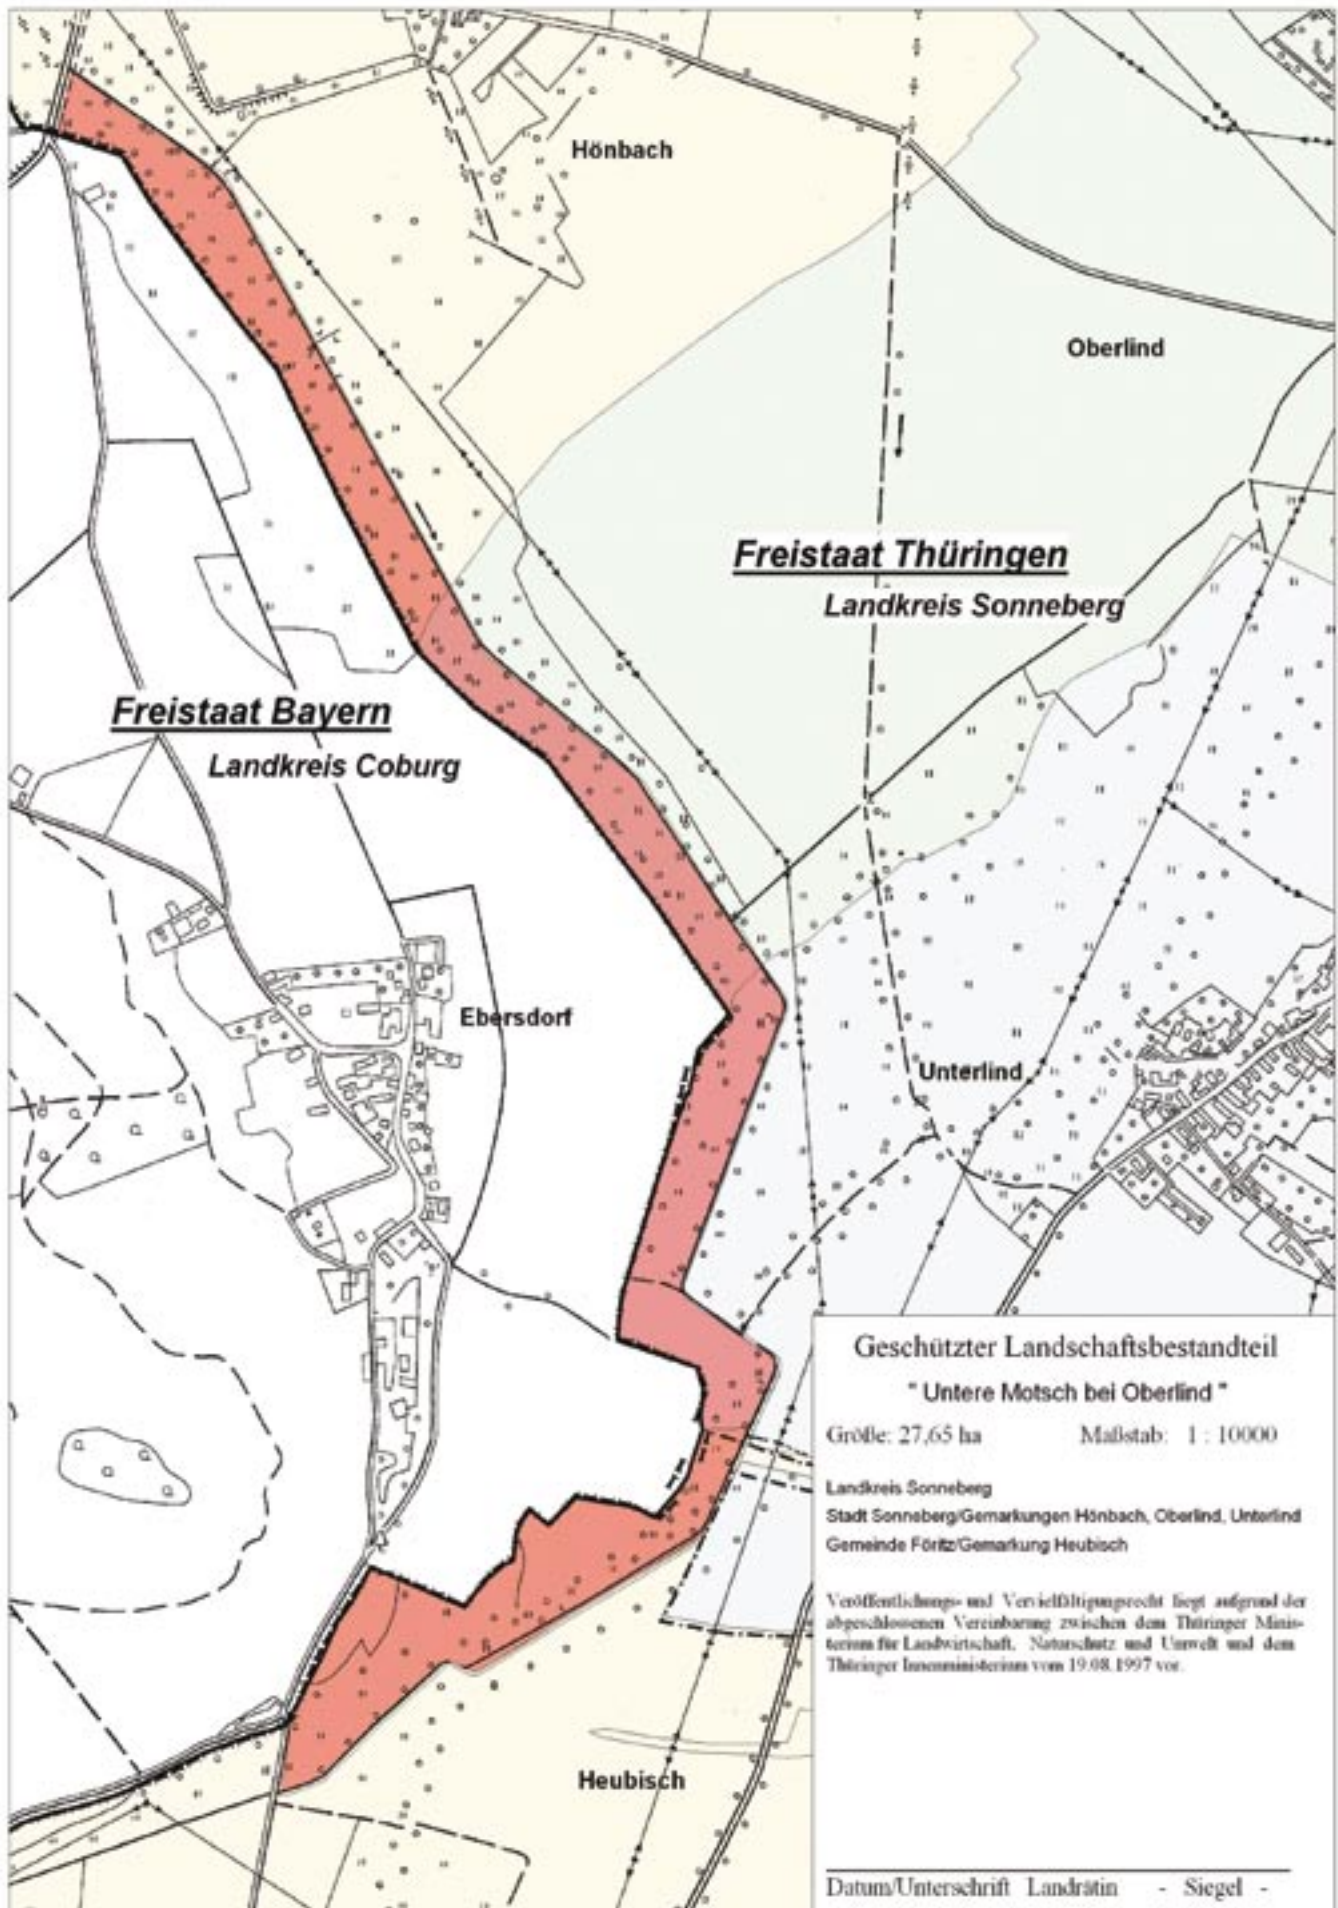 Hönbach
Oberlind
Freistaat Thüringen
Landkreis Sonneberg
Freistaat Bayern
Landkreis Coburg
Ebersdorf
Unterlind
Heubisch
Geschützter Landschaftsbestandteil
" Untere Motsch bei Oberlind "
Größe: 27,65 ha Maßstab: 1 : 10000
Landkreis Sonneberg
Stadt Sonneberg/Gemarkungen Hönbach, Oberlind, Unterlind
Gemeinde Föritz/Gemarkung Heubisch
Veröffentlichungs- und Vervielfältigungsrecht liegt aufgrund der
abgeschlossenen Vereinbarung zwischen dem Thüringer Minis-
terium für Landwirtschaft, Naturschutz und Umwelt und dem
Thüringer Innenministerium vom 19.08.1997 vor.
Datum/Unterschrift Landrätin - Siegel -